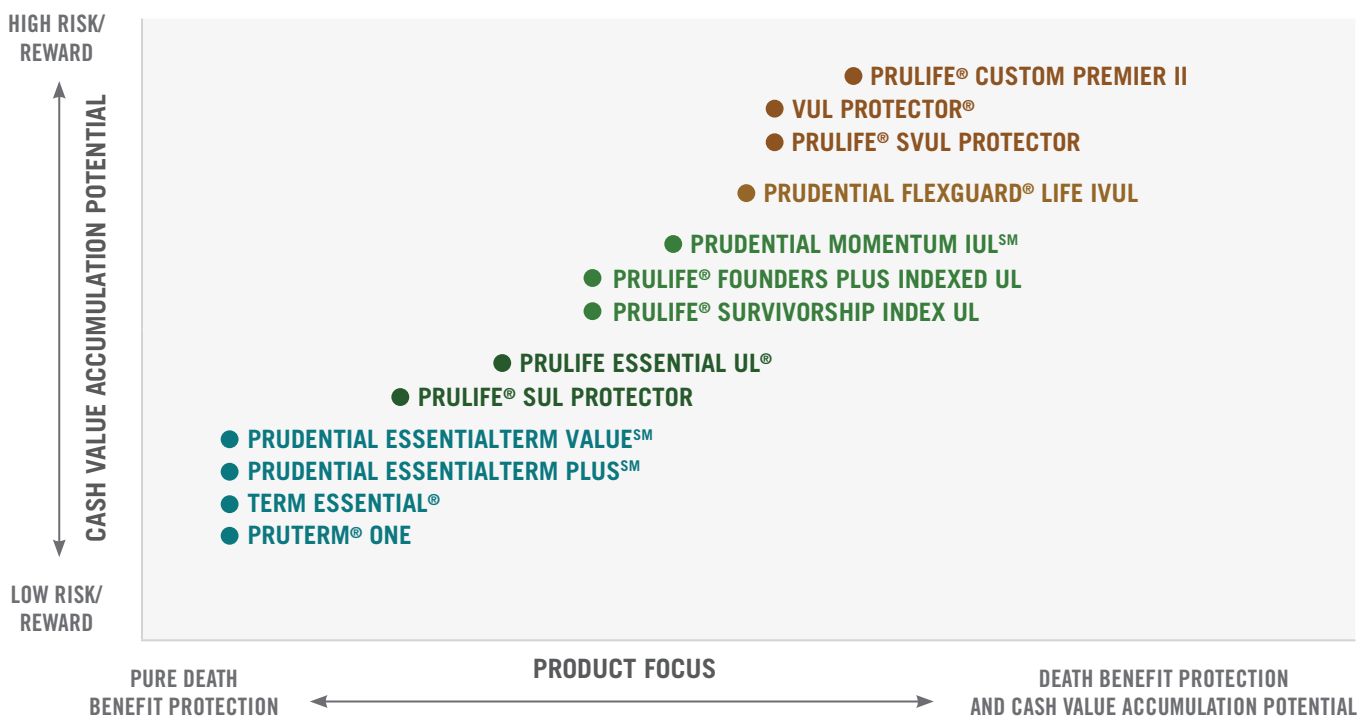 HIGH RISK/
REWARD
CASH VALUE ACCUMULATION POTENTIAL
LOW RISK/
REWARD
PRULIFE® CUSTOM PREMIER II
VUL PROTECTOR®
PRULIFE® SVUL PROTECTOR
PRUDENTIAL FLEXGUARD® LIFE IVUL
PRUDENTIAL MOMENTUM IUL℠
PRULIFE® FOUNDERS PLUS INDEXED UL
PRULIFE® SURVIVORSHIP INDEX UL
PRULIFE ESSENTIAL UL®
PRULIFE® SUL PROTECTOR
PRUDENTIAL ESSENTIALTERM VALUE℠
PRUDENTIAL ESSENTIALTERM PLUS℠
TERM ESSENTIAL®
PRUTERM® ONE
PURE DEATH
BENEFIT PROTECTION
PRODUCT FOCUS
DEATH BENEFIT PROTECTION
AND CASH VALUE ACCUMULATION POTENTIAL